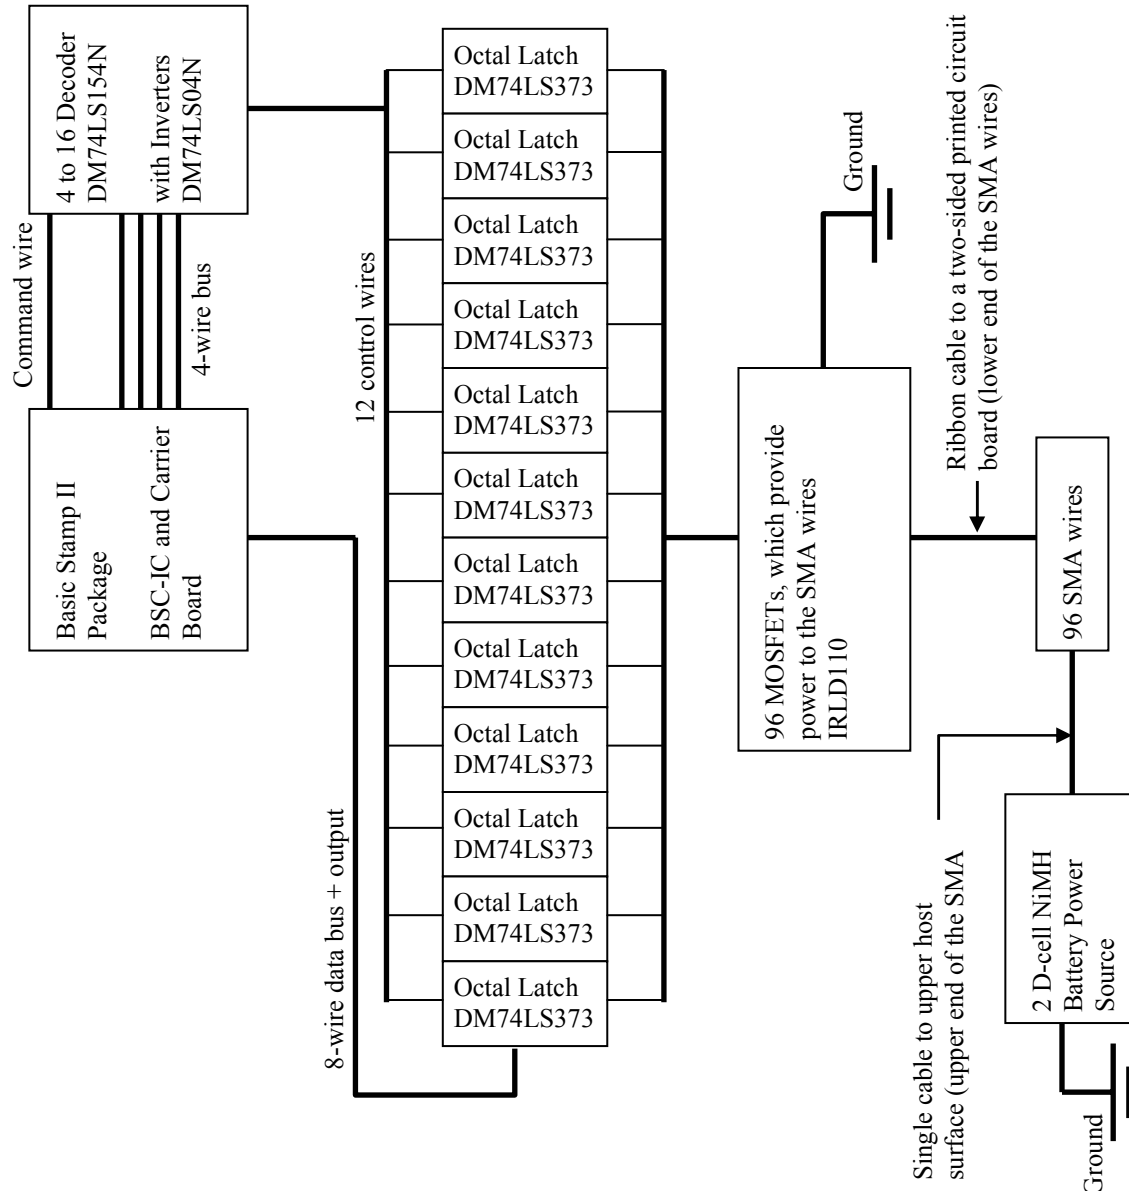 Command wire
4 to 16 Decoder
DM74LS154N
with Inverters
DM74LS04N
4-wire bus
Basic Stamp II
Package
BSC-IC and Carrier
Board
12 control wires
8-wire data bus + output
Octal Latch
DM74LS373
Octal Latch
DM74LS373
Octal Latch
DM74LS373
Octal Latch
DM74LS373
Octal Latch
DM74LS373
Octal Latch
DM74LS373
Octal Latch
DM74LS373
Octal Latch
DM74LS373
Octal Latch
DM74LS373
Octal Latch
DM74LS373
Octal Latch
DM74LS373
Octal Latch
DM74LS373
Ground
96 MOSFETs, which provide
power to the SMA wires
IRLD110
Ribbon cable to a two-sided printed circuit
board (lower end of the SMA wires)
96 SMA wires
Single cable to upper host
surface (upper end of the SMA
2 D-cell NiMH
Battery Power
Source
Ground